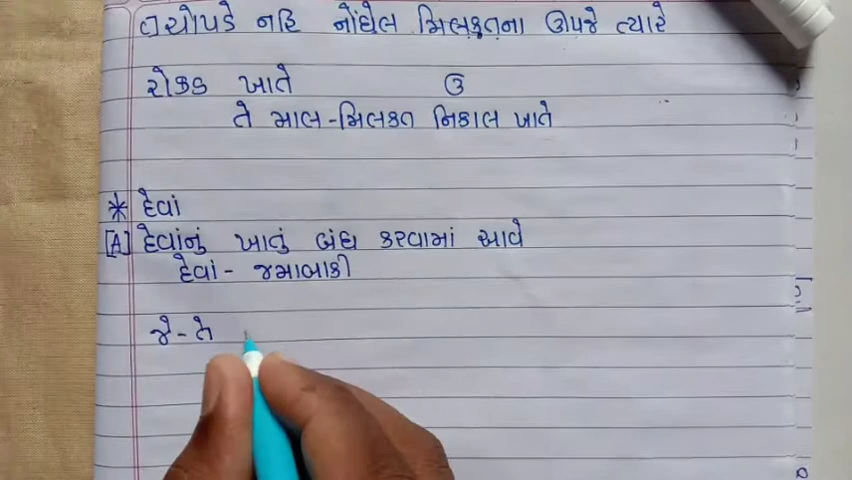 ચોપડે નહિ નોંધેલ મિલકતના ઊપજે ત્યારે
રોકડ ખાતે ઉ
તે માલ-મિલકત નિકાલ ખાતે
* દેવાં
[A] દેવાંનું ખાતું બંધ કરવામાં આવે
દેવાં - જમાબાકી
જે-તે